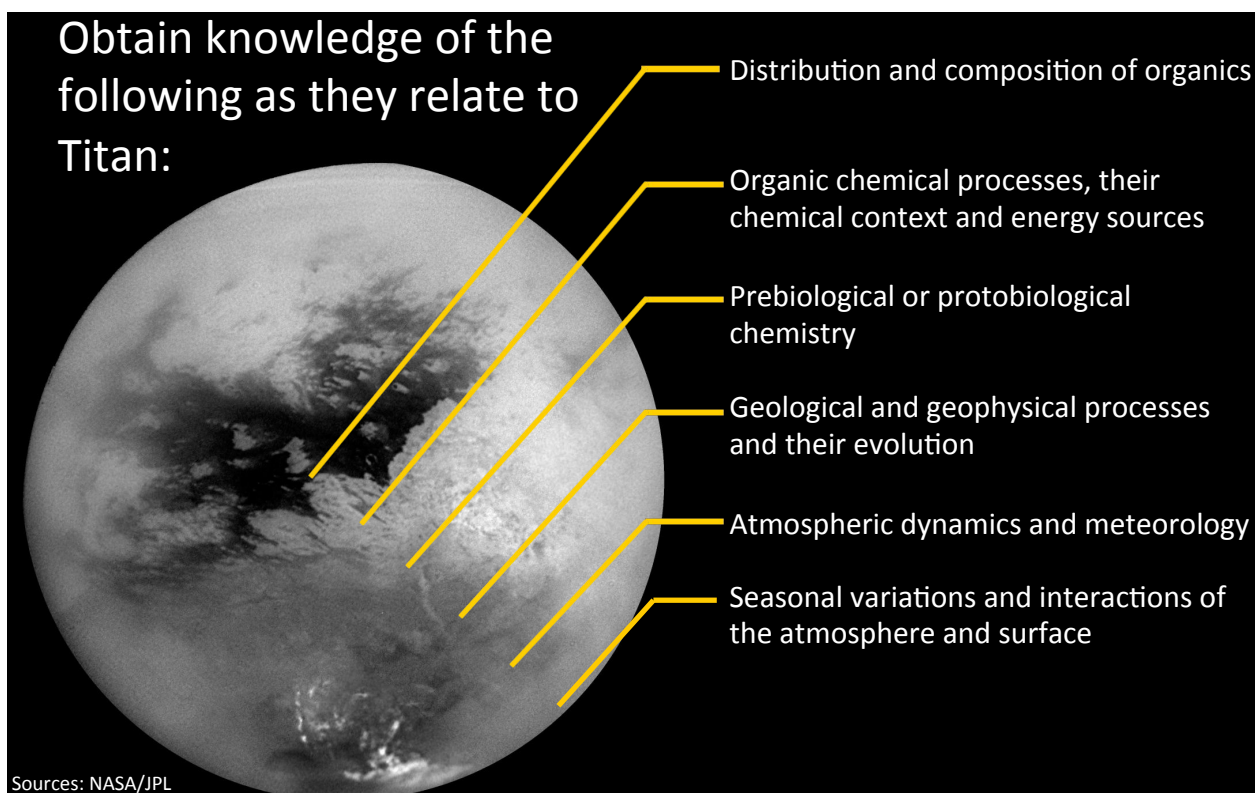 Obtain knowledge of the
following as they relate to
Titan:
Distribution and composition of organics
Organic chemical processes, their
chemical context and energy sources
Prebiological or protobiological
chemistry
Geological and geophysical processes
and their evolution
Atmospheric dynamics and meteorology
Seasonal variations and interactions of
the atmosphere and surface
Sources: NASA/JPL